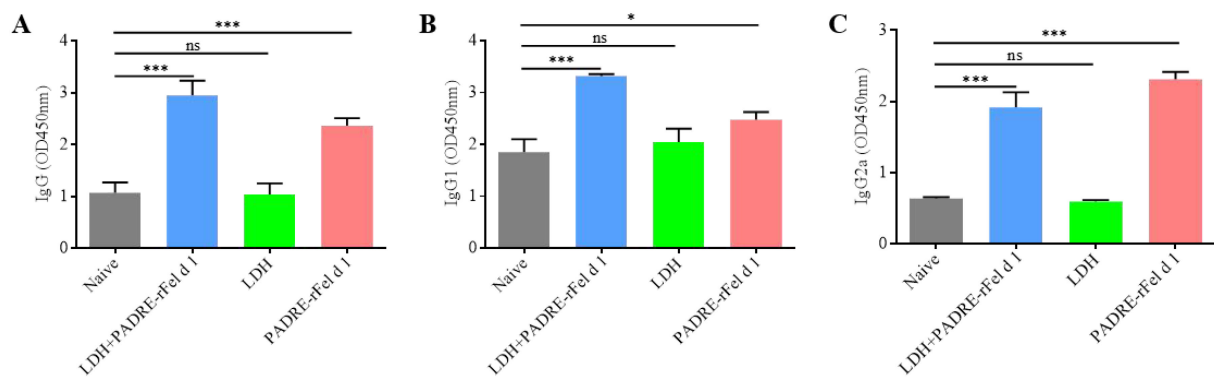 A
***
ns
***
IgG (OD450nm)
4
3
2
1
0
Naive
LDH+PADRE-rFel d 1
LDH
PADRE-rFel d 1
B
*
ns
***
IgG1 (OD450nm)
4
3
2
1
0
Naive
LDH+PADRE-rFel d 1
LDH
PADRE-rFel d 1
C
***
ns
***
IgG2a (OD450nm)
3
2
1
0
Naive
LDH+PADRE-rFel d 1
LDH
PADRE-rFel d 1